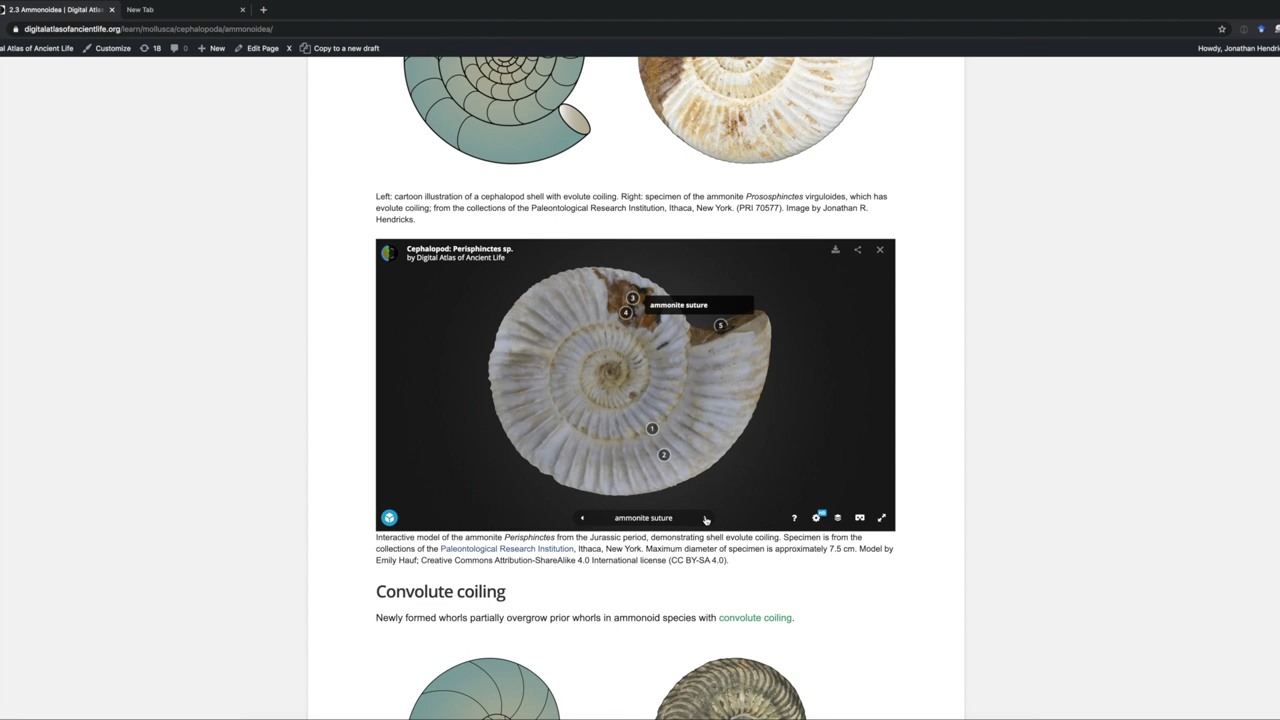 2.3 Ammonoidea | Digital Atlas
New Tab
digitalatlasofancientlife.org/learn/mollusca/cephalopoda/ammonoidea/
al Atlas of Ancient Life
Customize
18
0
New
Edit Page
X
Copy to a new draft
Howdy, Jonathan Hendri
Left: cartoon illustration of a cephalopod shell with evolute coiling. Right: specimen of the ammonite Prososphinctes virguloides, which has
evolute coiling; from the collections of the Paleontological Research Institution, Ithaca, New York. (PRI 70577). Image by Jonathan R.
Hendricks.
Cephalopod: Perisphinctes sp.
by Digital Atlas of Ancient Life
3
ammonite suture
4
5
1
2
ammonite suture
?
HD
Interactive model of the ammonite Perisphinctes from the Jurassic period, demonstrating shell evolute coiling. Specimen is from the
collections of the Paleontological Research Institution, Ithaca, New York. Maximum diameter of specimen is approximately 7.5 cm. Model by
Emily Hauf; Creative Commons Attribution-ShareAlike 4.0 International license (CC BY-SA 4.0).
Convolute coiling
Newly formed whorls partially overgrow prior whorls in ammonoid species with convolute coiling.